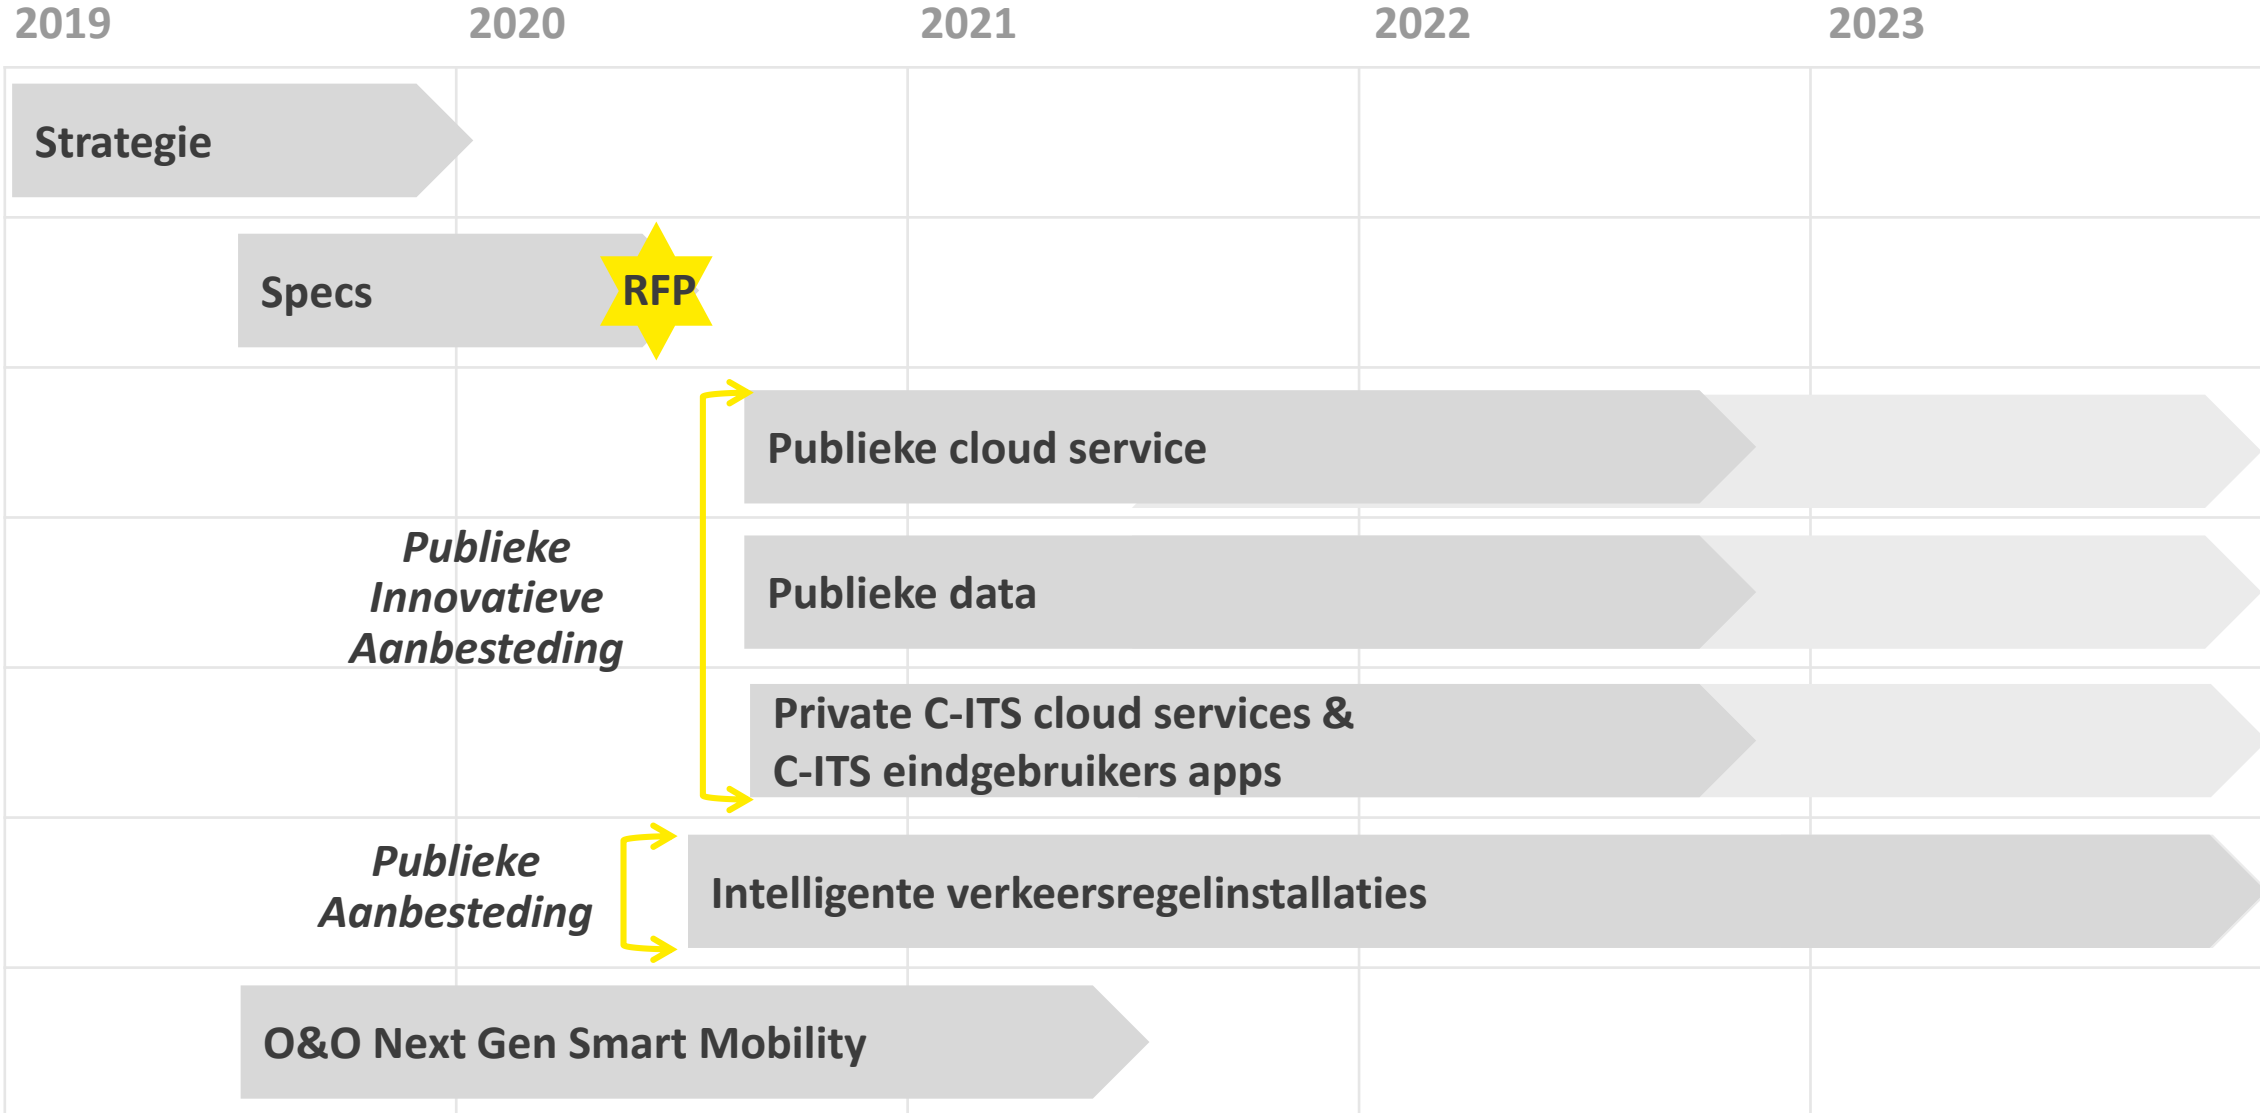 2019 2020 2021 2022 2023
Strategie
Specs
RFP
Publieke cloud service
Publieke
Innovatieve
Aanbesteding
Publieke data
Private C-ITS cloud services &
C-ITS eindgebruikers apps
Publieke
Aanbesteding
Intelligente verkeersregelinstallaties
O&O Next Gen Smart Mobility